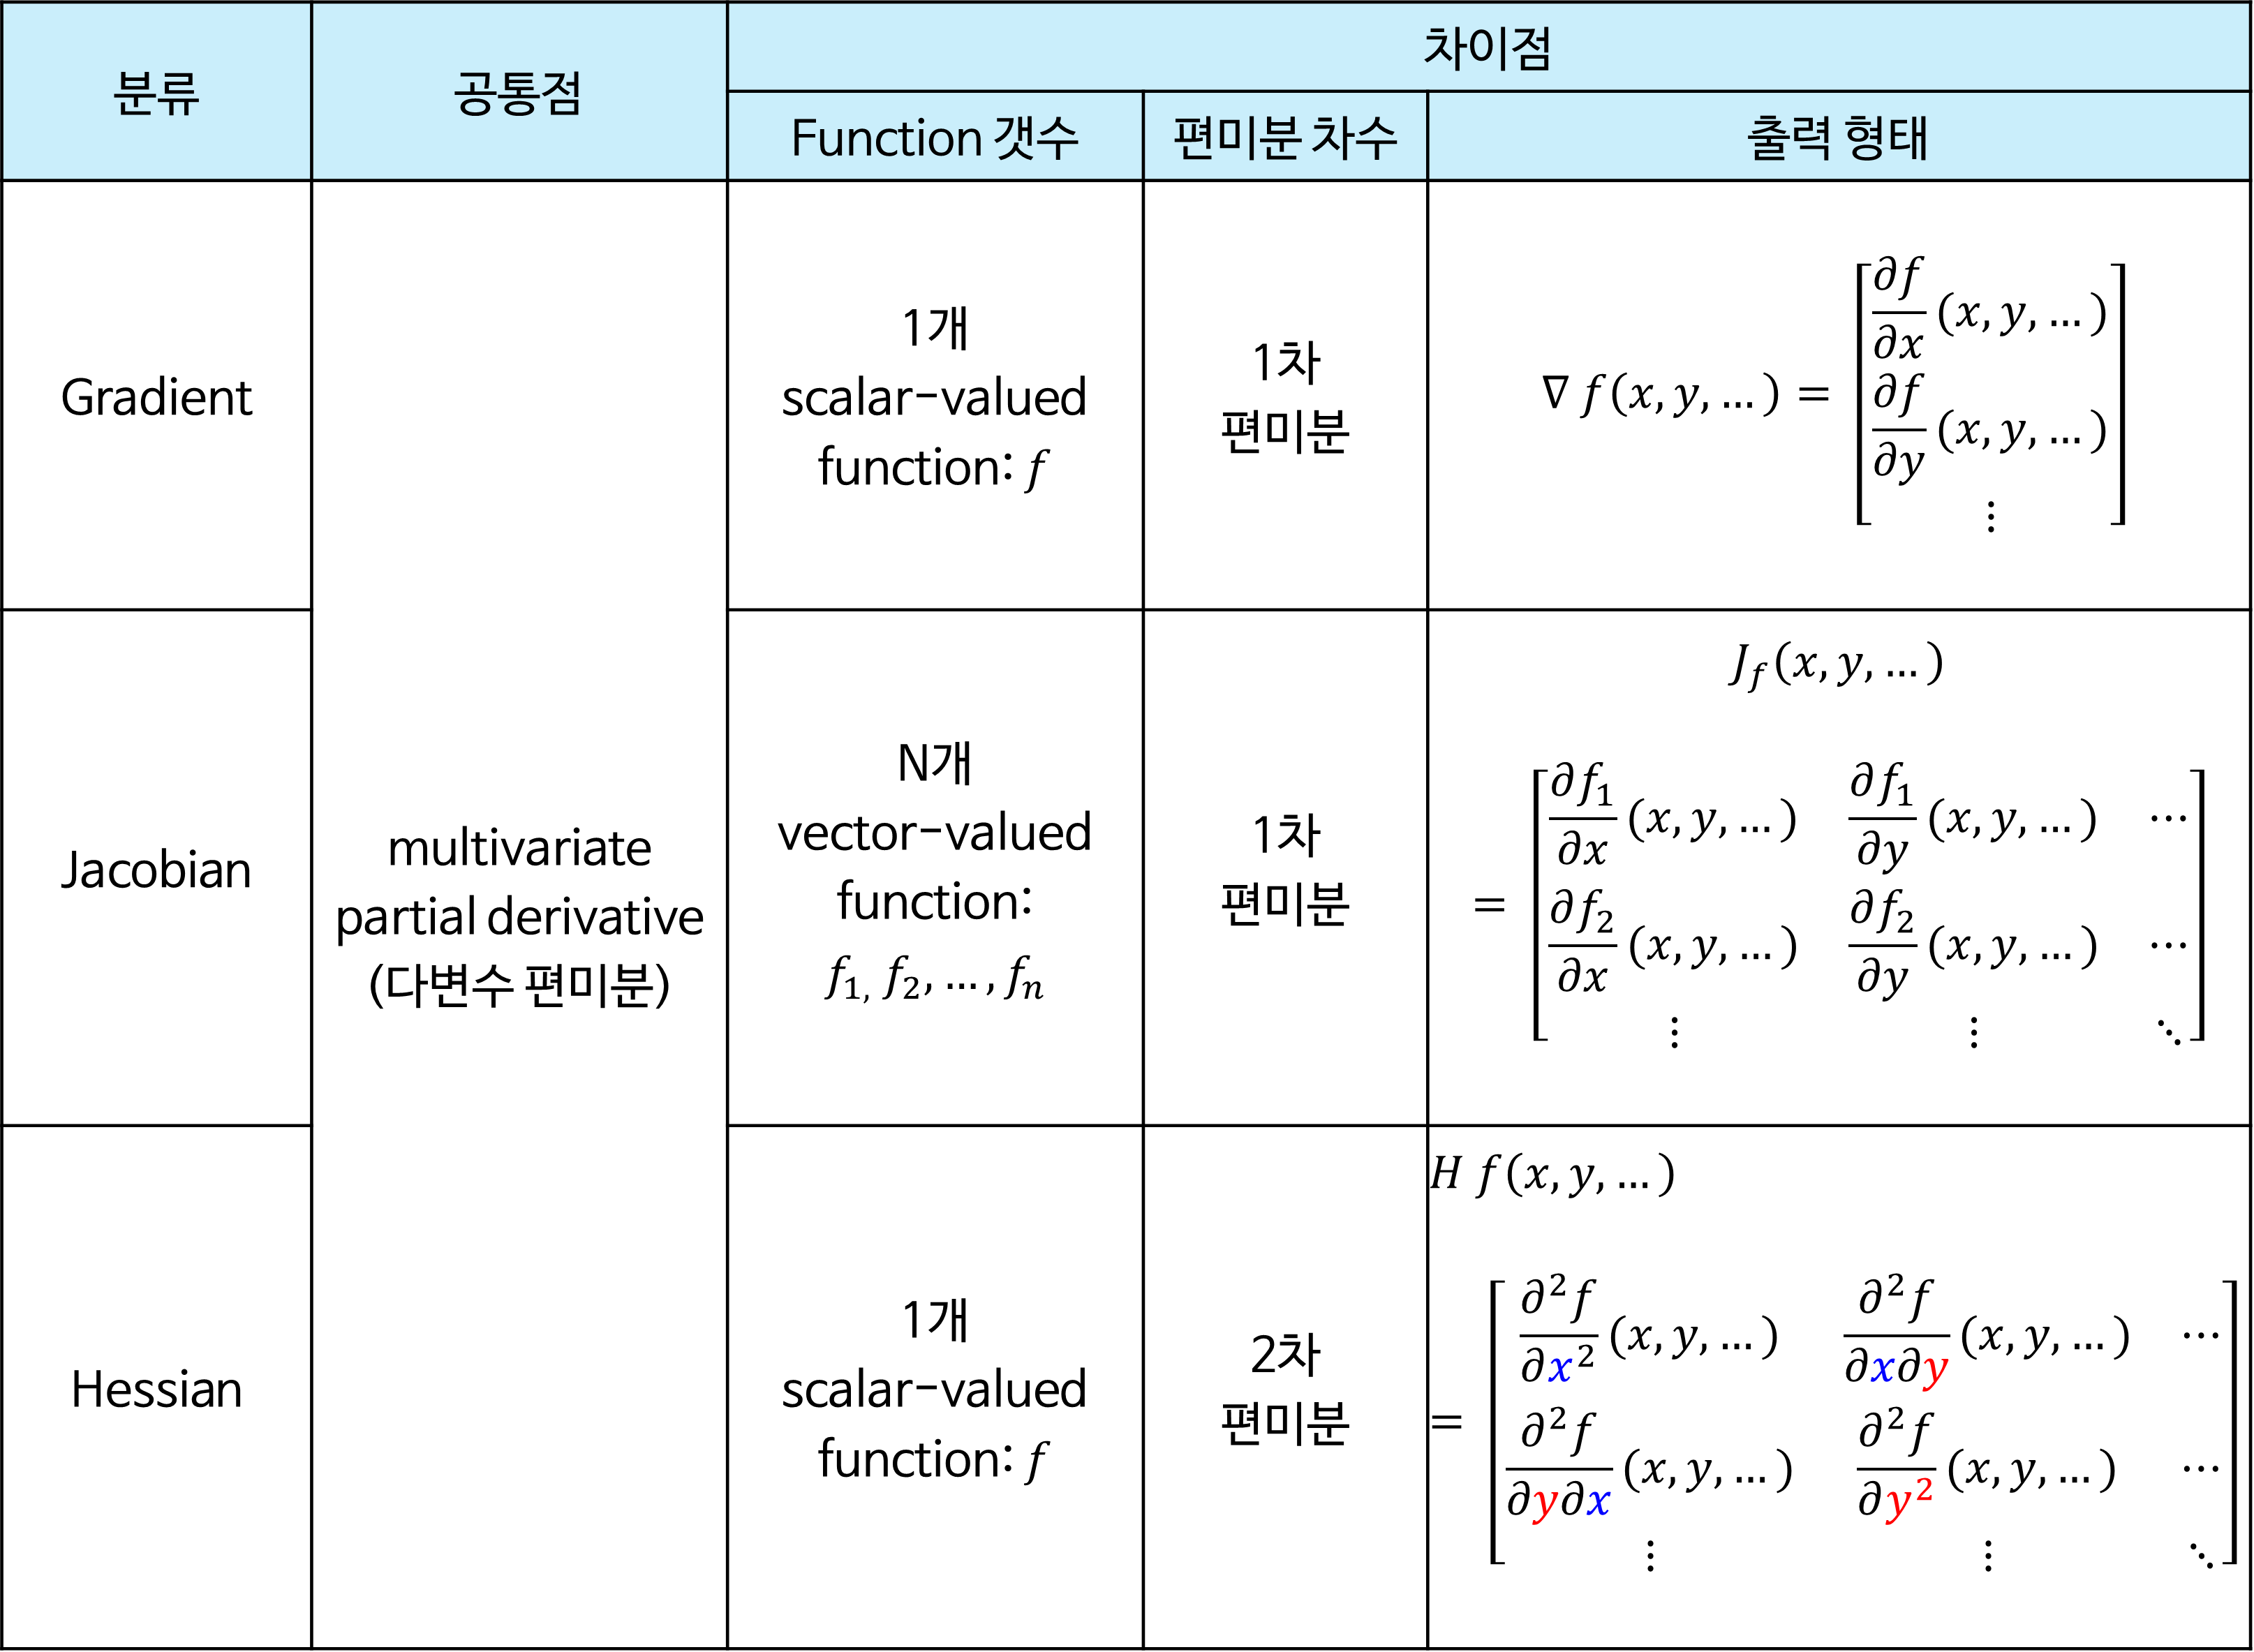 분류
공통점
차이점
Function 갯수
편미분 차수
출력 형태
Gradient
multivariate
partial derivative
(다변수 편미분)
1개
scalar-valued
function: f
1차
편미분
∇ f(x, y, … ) = [ ∂f/∂x (x, y, … )
∂f/∂y (x, y, … )
⋮ ]
Jacobian
N개
vector-valued
function:
f₁, f₂, … , fₙ
1차
편미분
J_f(x, y, … )
= [ ∂f₁/∂x (x, y, … ) ∂f₁/∂y (x, y, … ) ⋯
∂f₂/∂x (x, y, … ) ∂f₂/∂y (x, y, … ) ⋯
⋮ ⋮ ⋱ ]
Hessian
1개
scalar-valued
function: f
2차
편미분
H f(x, y, … )
= [ ∂²f/∂x² (x, y, … ) ∂²f/∂x∂y (x, y, … ) ⋯
∂²f/∂y∂x (x, y, … ) ∂²f/∂y² (x, y, … ) ⋯
⋮ ⋮ ⋱ ]